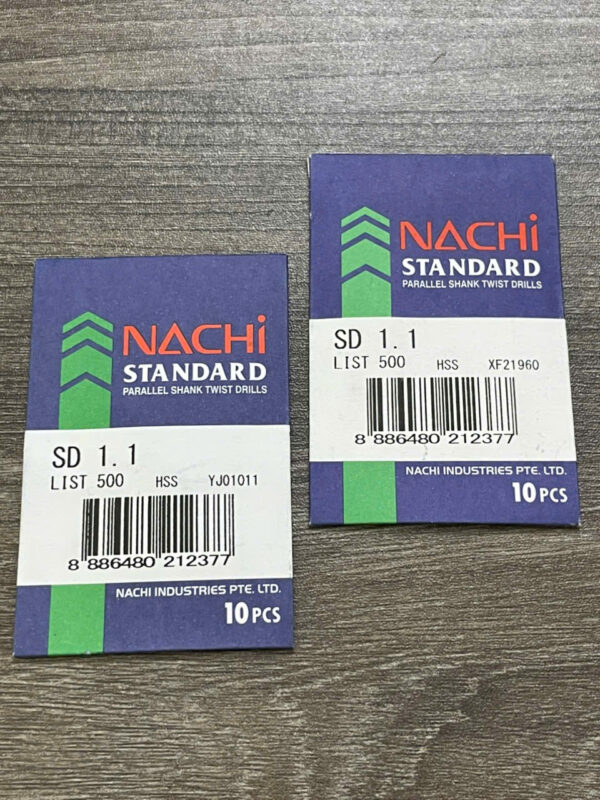 NACHi
STANDARD
PARALLEL SHANK TWIST DRILLS
SD 1.1
LIST 500 HSS YJ01011
8 886480 212377
NACHI INDUSTRIES PTE. LTD.
10 PCS
NACHi
STANDARD
PARALLEL SHANK TWIST DRILLS
SD 1.1
LIST 500 HSS XF21960
8 886480 212377
NACHI INDUSTRIES PTE. LTD.
10 PCS